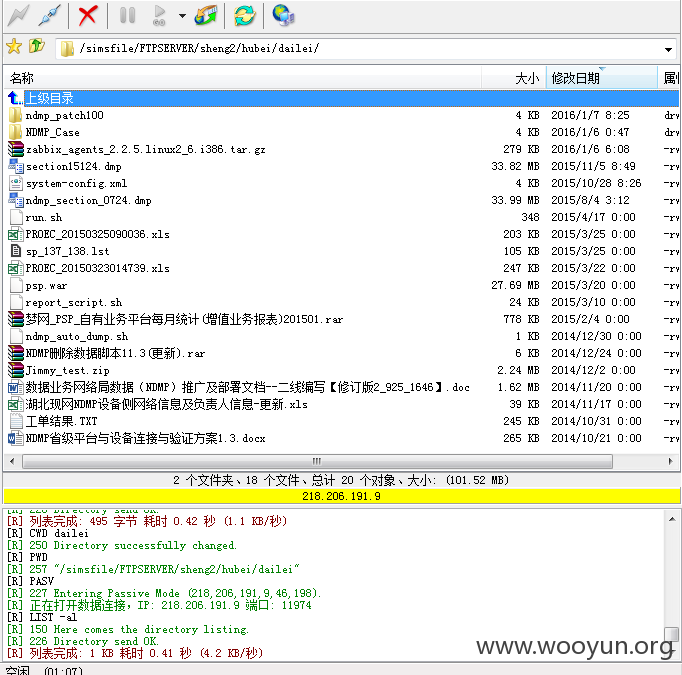 /simsfile/FTPSERVER/sheng2/hubei/dailei/
名称 大小 修改日期
上级目录
ndmp_patch100 4 KB 2016/1/7 8:25 drw
NDMP_Case 4 KB 2016/1/6 0:47 drw
zabbix_agents_2.2.5.linux2_6.i386.tar.gz 279 KB 2016/1/6 6:08 -rw
section15124.dmp 33.82 MB 2015/11/5 8:49 -rw
system-config.xml 4 KB 2015/10/28 8:26 -rw
ndmp_section_0724.dmp 33.99 MB 2015/8/4 3:12 -rw
run.sh 348 2015/4/17 0:00 -rw
PROEC_20150325090036.xls 203 KB 2015/3/25 0:00 -rw
sp_137_138.lst 105 KB 2015/3/25 0:00 -rw
PROEC_20150323014739.xls 247 KB 2015/3/22 0:00 -rw
psp.war 27.69 MB 2015/3/20 0:00 -rw
report_script.sh 24 KB 2015/3/10 0:00 -rw
梦网_PSP_自有业务平台每月统计(增值业务报表)201501.rar 778 KB 2015/2/4 0:00 -rw
ndmp_auto_dump.sh 1 KB 2014/12/30 0:00 -rw
NDMP删除数据脚本11.3(更新).rar 6 KB 2014/12/24 0:00 -rw
Jimmy_test.zip 2.24 MB 2014/12/2 0:00 -rw
数据业务网络局数据（NDMP）推广及部署文档--二线编写【修订版2_925_1646】.doc 1.62 MB 2014/11/20 0:00 -rw
湖北现网NDMP设备侧网络信息及负责人信息-更新.xls 39 KB 2014/11/17 0:00 -rw
工单结果.TXT 245 KB 2014/10/31 0:00 -rw
NDMP省级平台与设备连接与验证方案1.3.docx 265 KB 2014/10/21 0:00 -rw
2 个文件夹、18 个文件、总计 20 个对象、大小: (101.52 MB)
218.206.191.9
[R] 226 Directory send OK.
[R] 列表完成: 495 字节 耗时 0.42 秒 (1.1 KB/秒)
[R] CWD dailei
[R] 250 Directory successfully changed.
[R] PWD
[R] 257 "/simsfile/FTPSERVER/sheng2/hubei/dailei"
[R] PASV
[R] 227 Entering Passive Mode (218,206,191,9,46,198).
[R] 正在打开数据连接，IP: 218.206.191.9 端口: 11974
[R] LIST -al
[R] 150 Here comes the directory listing.
[R] 226 Directory send OK.
[R] 列表完成: 1 KB 耗时 0.41 秒 (4.2 KB/秒)
www.wooyun.org
空闲 (01:07)